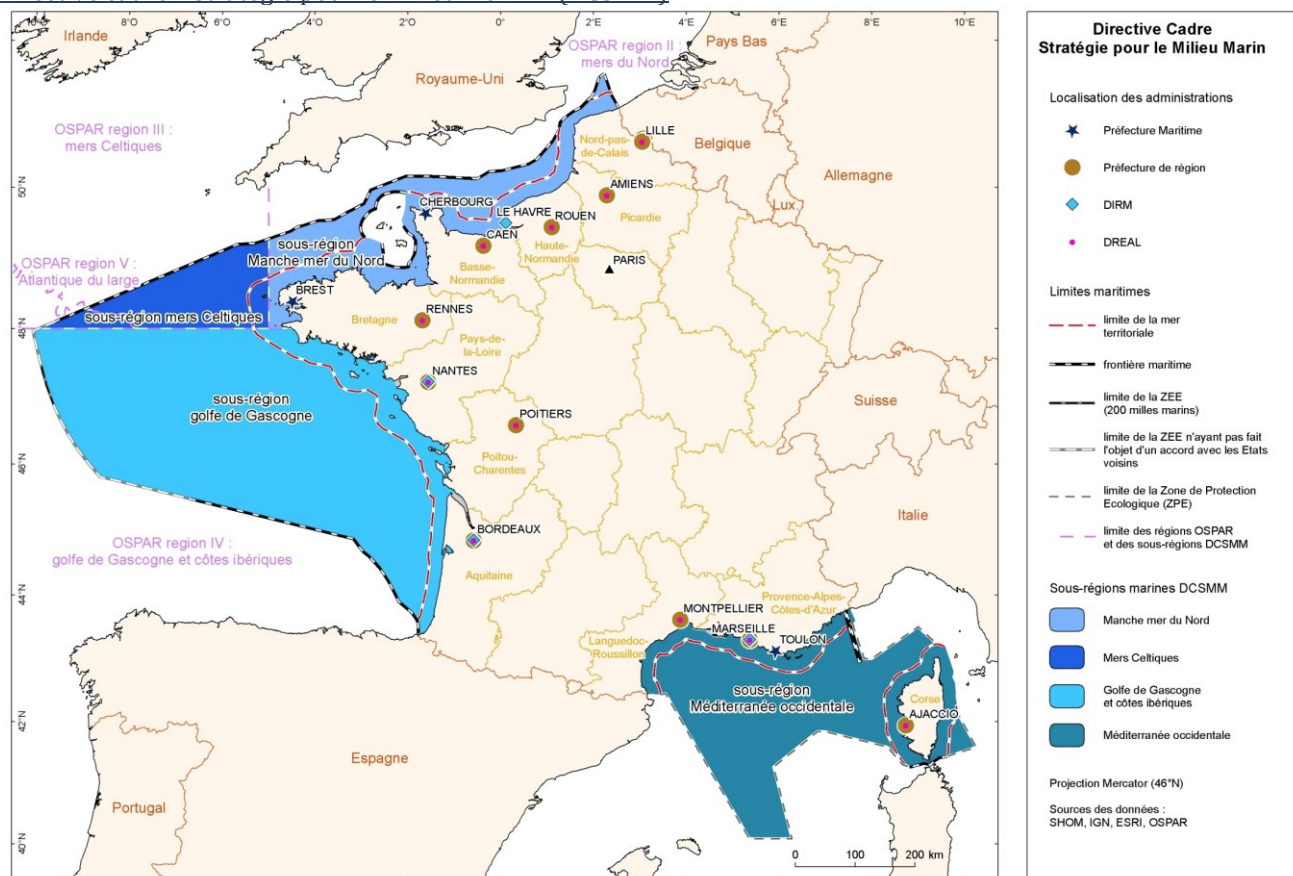 Irlande
Royaume-Uni
OSPAR region II :
mers du Nord
Pays Bas
OSPAR region III :
mers Celtiques
LILLE
Nord-pas-
de-Calais
Belgique
Allemagne
AMIENS
Picardie
Lux.
CHERBOURG
LE HAVRE
ROUEN
CAEN
Haute-
Normandie
Basse-
Normandie
PARIS
sous-région
Manche mer du Nord
OSPAR region V :
Atlantique du large
BREST
sous-région mers Celtiques
Bretagne
RENNES
Pays-de-
la-Loire
NANTES
sous-région
golfe de Gascogne
POITIERS
Poitou-
Charentes
Suisse
Italie
BORDEAUX
Aquitaine
OSPAR region IV :
golfe de Gascogne et côtes ibériques
Provence-Alpes-
Côtes-d'Azur
MONTPELLIER
MARSEILLE
TOULON
Languedoc-
Roussillon
sous-région
Méditerranée occidentale
Corse
AJACCIO
Espagne
Portugal
4°W
2°W
0°
2°E
4°E
6°E
8°E
10°E
50°N
48°N
46°N
44°N
42°N
40°N
0 100 200 km
Directive Cadre
Stratégie pour le Milieu Marin
Localisation des administrations
Préfecture Maritime
Préfecture de région
DIRM
DREAL
Limites maritimes
limite de la mer
territoriale
frontière maritime
limite de la ZEE
(200 milles marins)
limite de la ZEE n'ayant pas fait
l'objet d'un accord avec les Etats
voisins
limite de la Zone de Protection
Ecologique (ZPE)
limite des régions OSPAR
et des sous-régions DCSMM
Sous-régions marines DCSMM
Manche mer du Nord
Mers Celtiques
Golfe de Gascogne
et côtes ibériques
Méditerranée occidentale
Projection Mercator (46°N)
Sources des données :
SHOM, IGN, ESRI, OSPAR